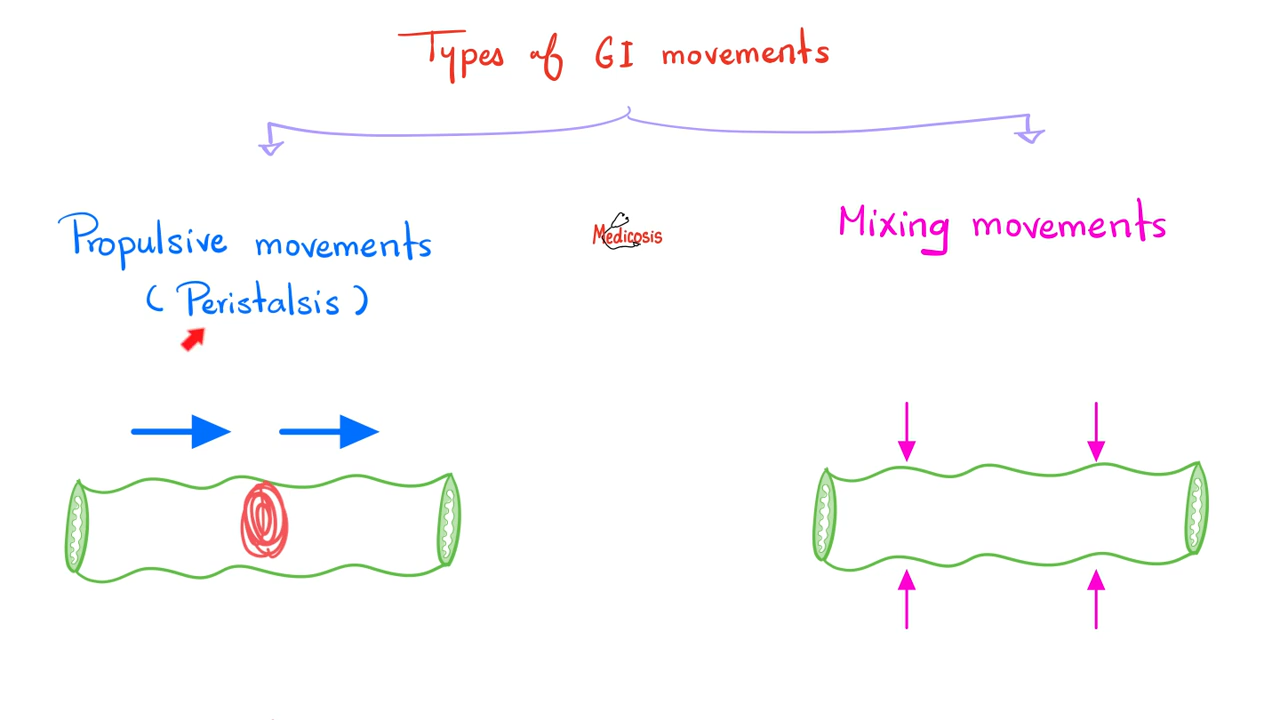 Types of GI movements
Propulsive movements
(Peristalsis)
Medicosis
Mixing movements